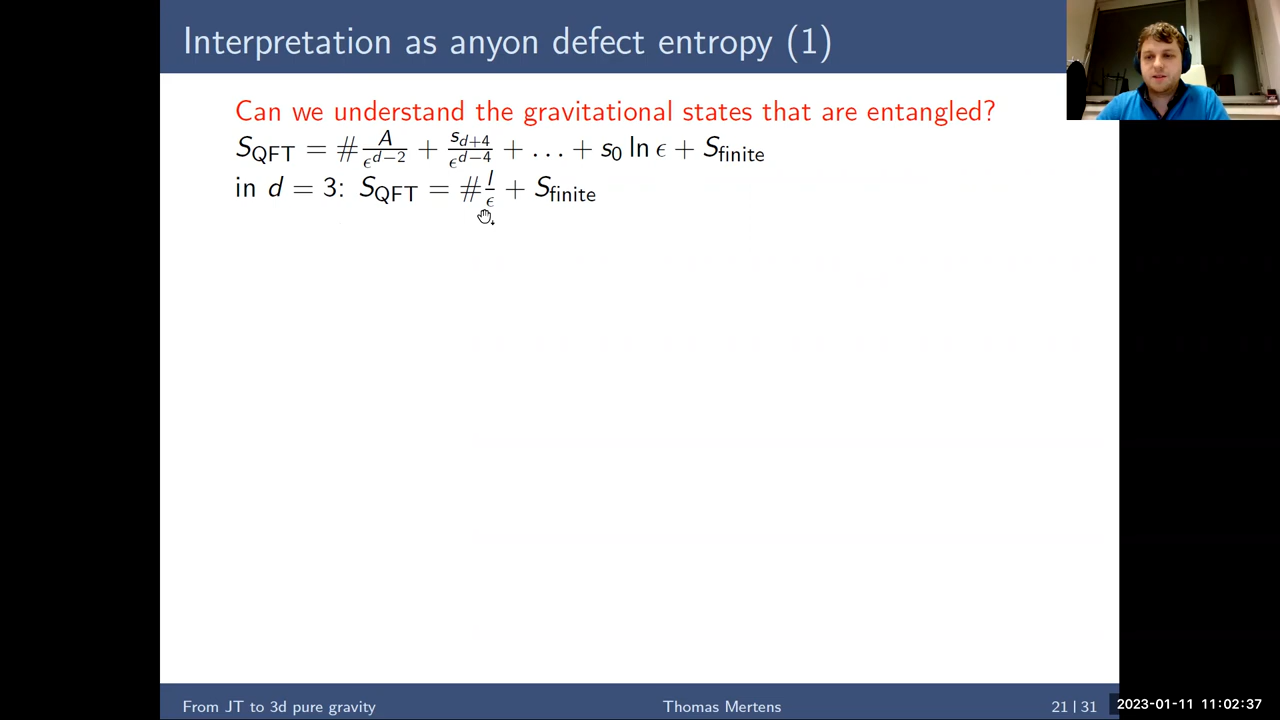 Interpretation as anyon defect entropy (1)
Can we understand the gravitational states that are entangled?
S_QFT = # A/ϵ^{d−2} + s_{d+4}/ϵ^{d−4} + … + s_0 ln ϵ + S_finite
in d = 3: S_QFT = # l/ϵ + S_finite
From JT to 3d pure gravity Thomas Mertens 21 | 31
2023-01-11 11:02:37